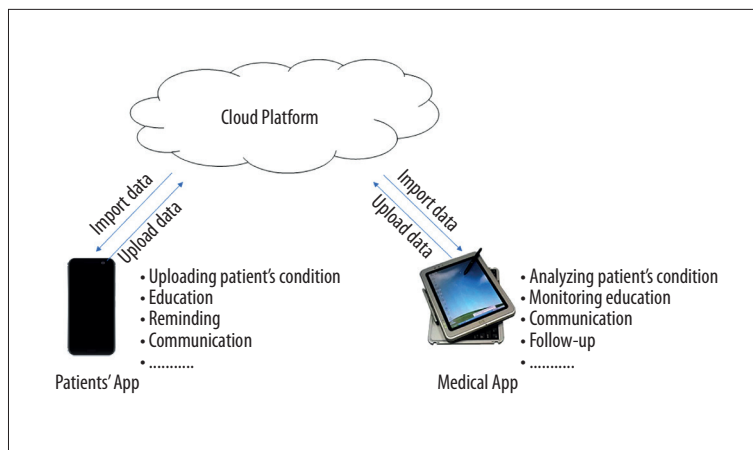 Cloud Platform
Import data
Upload data
Import data
Upload data
• Uploading patient's condition
• Education
• Reminding
• Communication
• ...........
Patients' App
• Analyzing patient's condition
• Monitoring education
• Communication
• Follow-up
• ...........
Medical App